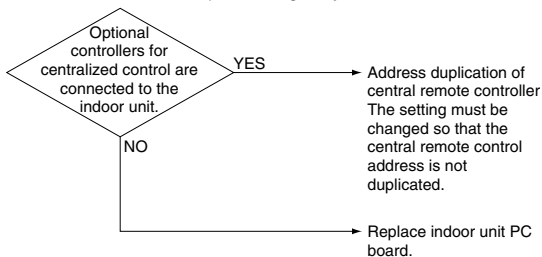 Optional
controllers for
centralized control are
connected to the
indoor unit.
YES
Address duplication of
central remote controller
The setting must be
changed so that the
central remote control
address is not
duplicated.
NO
Replace indoor unit PC
board.